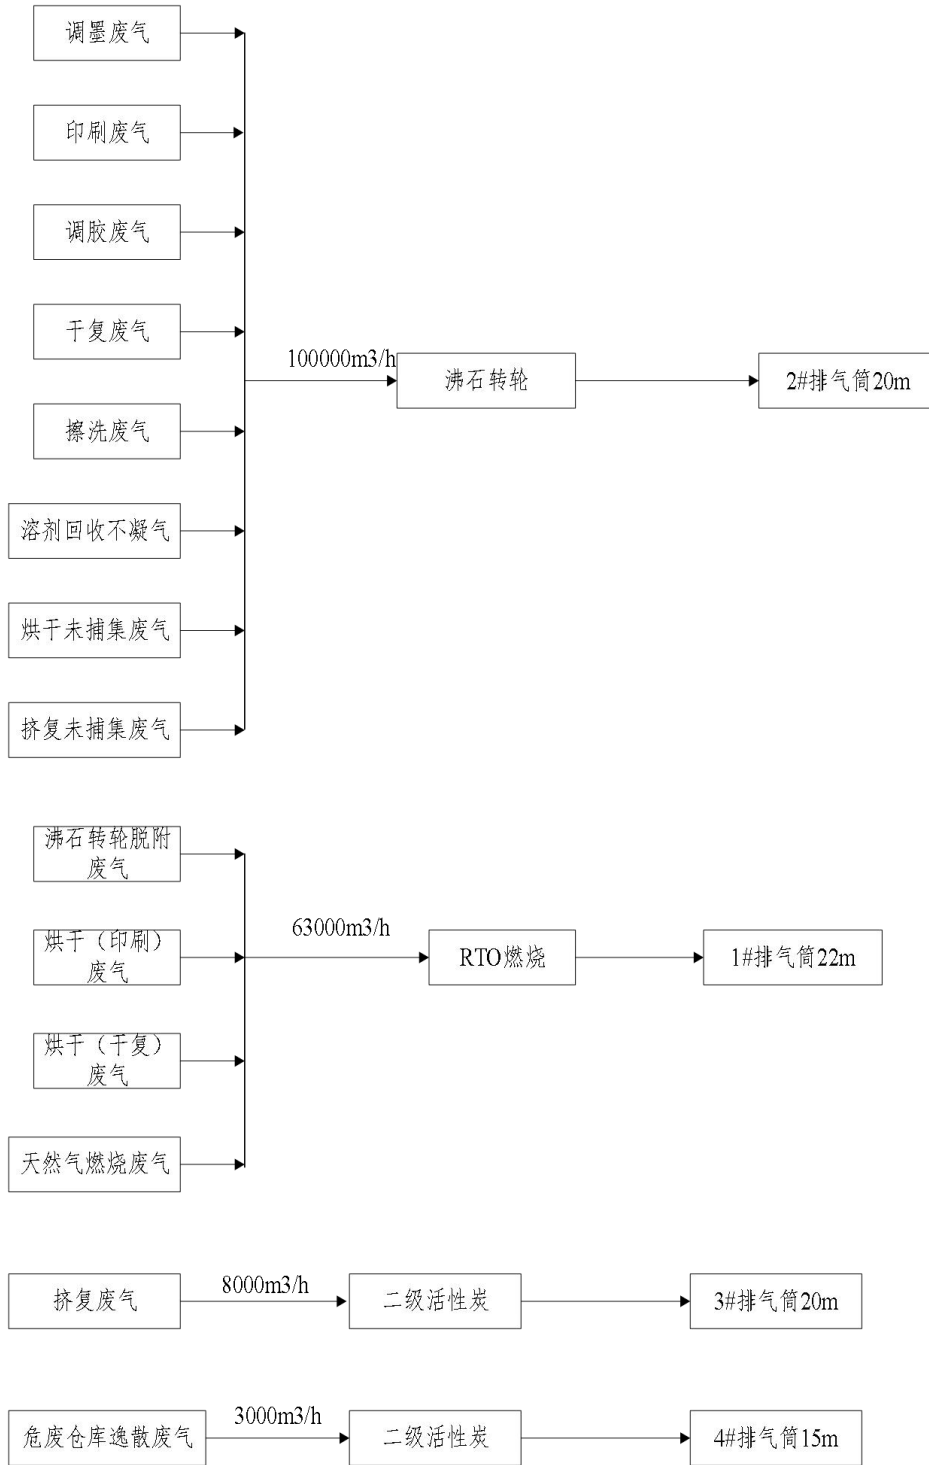 调墨废气
印刷废气
调胶废气
干复废气
100000m3/h
沸石转轮
2#排气筒20m
擦洗废气
溶剂回收不凝气
烘干未捕集废气
挤复未捕集废气
沸石转轮脱附
废气
烘干（印刷）
废气
63000m3/h
RTO燃烧
1#排气筒22m
烘干（干复）
废气
天然气燃烧废气
挤复废气
8000m3/h
二级活性炭
3#排气筒20m
危废仓库逸散废气
3000m3/h
二级活性炭
4#排气筒15m